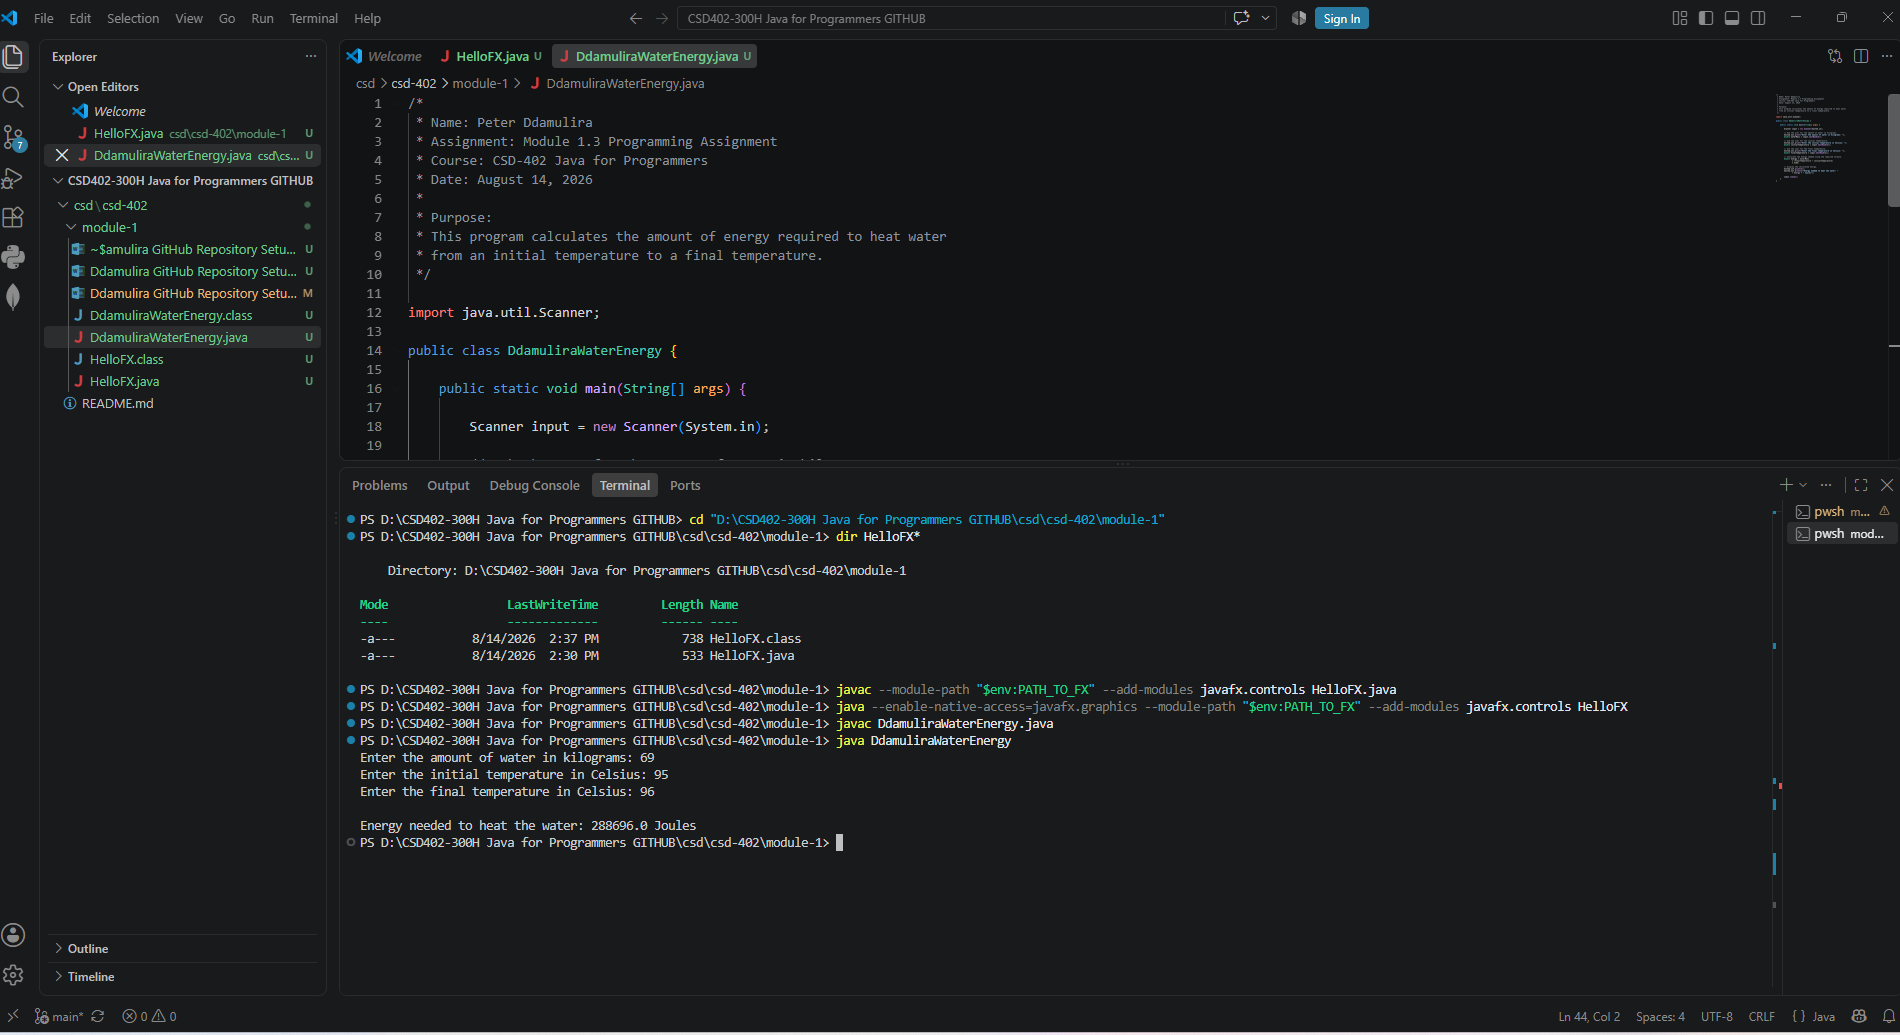 File Edit Selection View Go Run Terminal Help
CSD402-300H Java for Programmers GITHUB
Sign In
Explorer
Open Editors
Welcome
HelloFX.java csd\csd-402\module-1 U
DdamuliraWaterEnergy.java csd\cs... U
CSD402-300H Java for Programmers GITHUB
csd \ csd-402
module-1
~$amulira GitHub Repository Setu... U
Ddamulira GitHub Repository Setu... U
Ddamulira GitHub Repository Setu... M
DdamuliraWaterEnergy.class U
DdamuliraWaterEnergy.java U
HelloFX.class U
HelloFX.java U
README.md
Outline
Timeline
7
Welcome HelloFX.java U DdamuliraWaterEnergy.java U
csd > csd-402 > module-1 > DdamuliraWaterEnergy.java
1 /*
2 * Name: Peter Ddamulira
3 * Assignment: Module 1.3 Programming Assignment
4 * Course: CSD-402 Java for Programmers
5 * Date: August 14, 2026
6 *
7 * Purpose:
8 * This program calculates the amount of energy required to heat water
9 * from an initial temperature to a final temperature.
10 */
11
12 import java.util.Scanner;
13
14 public class DdamuliraWaterEnergy {
15
16 public static void main(String[] args) {
17
18 Scanner input = new Scanner(System.in);
19
Problems Output Debug Console Terminal Ports
PS D:\CSD402-300H Java for Programmers GITHUB> cd "D:\CSD402-300H Java for Programmers GITHUB\csd\csd-402\module-1"
PS D:\CSD402-300H Java for Programmers GITHUB\csd\csd-402\module-1> dir HelloFX*
Directory: D:\CSD402-300H Java for Programmers GITHUB\csd\csd-402\module-1
Mode LastWriteTime Length Name
---- ------------- ------ ----
-a--- 8/14/2026 2:37 PM 738 HelloFX.class
-a--- 8/14/2026 2:30 PM 533 HelloFX.java
PS D:\CSD402-300H Java for Programmers GITHUB\csd\csd-402\module-1> javac --module-path "$env:PATH_TO_FX" --add-modules javafx.controls HelloFX.java
PS D:\CSD402-300H Java for Programmers GITHUB\csd\csd-402\module-1> java --enable-native-access=javafx.graphics --module-path "$env:PATH_TO_FX" --add-modules javafx.controls HelloFX
PS D:\CSD402-300H Java for Programmers GITHUB\csd\csd-402\module-1> javac DdamuliraWaterEnergy.java
PS D:\CSD402-300H Java for Programmers GITHUB\csd\csd-402\module-1> java DdamuliraWaterEnergy
Enter the amount of water in kilograms: 69
Enter the initial temperature in Celsius: 95
Enter the final temperature in Celsius: 96
Energy needed to heat the water: 288696.0 Joules
PS D:\CSD402-300H Java for Programmers GITHUB\csd\csd-402\module-1>
pwsh m...
pwsh mod...
main* 0 0
Ln 44, Col 2 Spaces: 4 UTF-8 CRLF { } Java